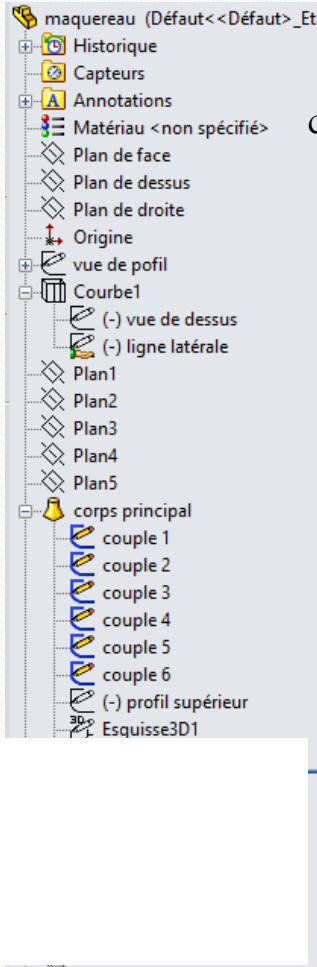 maquereau (Défaut<<Défaut>_Et
Historique
Capteurs
A Annotations
Matériau <non spécifié>
Plan de face
Plan de dessus
Plan de droite
Origine
vue de pofil
Courbe1
(-) vue de dessus
(-) ligne latérale
Plan1
Plan2
Plan3
Plan4
Plan5
corps principal
couple 1
couple 2
couple 3
couple 4
couple 5
couple 6
(-) profil supérieur
3D Esquisse3D1